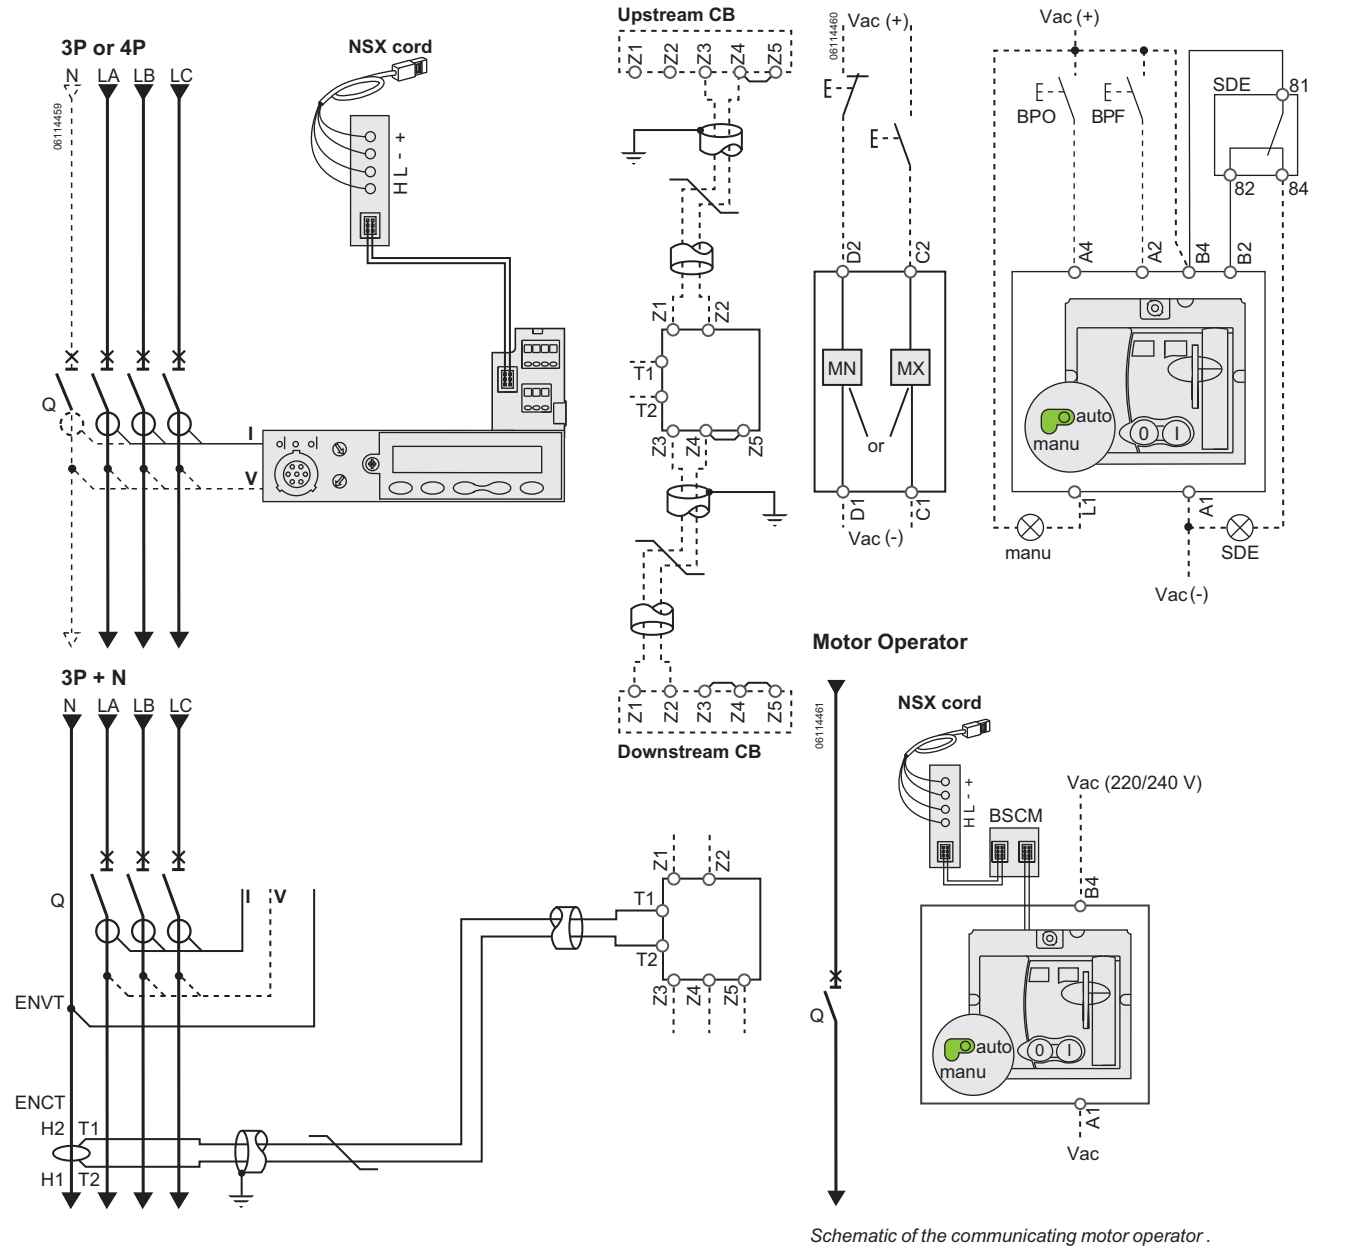 3P or 4P
N LA LB LC
06114459
NSX cord
+
-
L
H
Q
I
V
Upstream CB
Z1 Z2 Z3 Z4 Z5
Z1 Z2
T1
T2
Z3 Z4 Z5
Z1 Z2 Z3 Z4 Z5
Downstream CB
06114460
Vac (+)
D2 C2
MN MX
or
D1 C1
Vac (-)
Vac (+)
BPO BPF
SDE 81
82 84
A4 A2 B4 B2
auto
manu
0 I
L1 A1
manu SDE
Vac (-)
3P + N
N LA LB LC
Q
I V
ENVT
ENCT
H2 T1
H1 T2
Z1 Z2
T1
T2
Z3 Z4 Z5
Motor Operator
06114461
NSX cord
H L - +
BSCM
Vac (220/240 V)
B4
Q
auto
manu
0 I
A1
Vac
Schematic of the communicating motor operator .